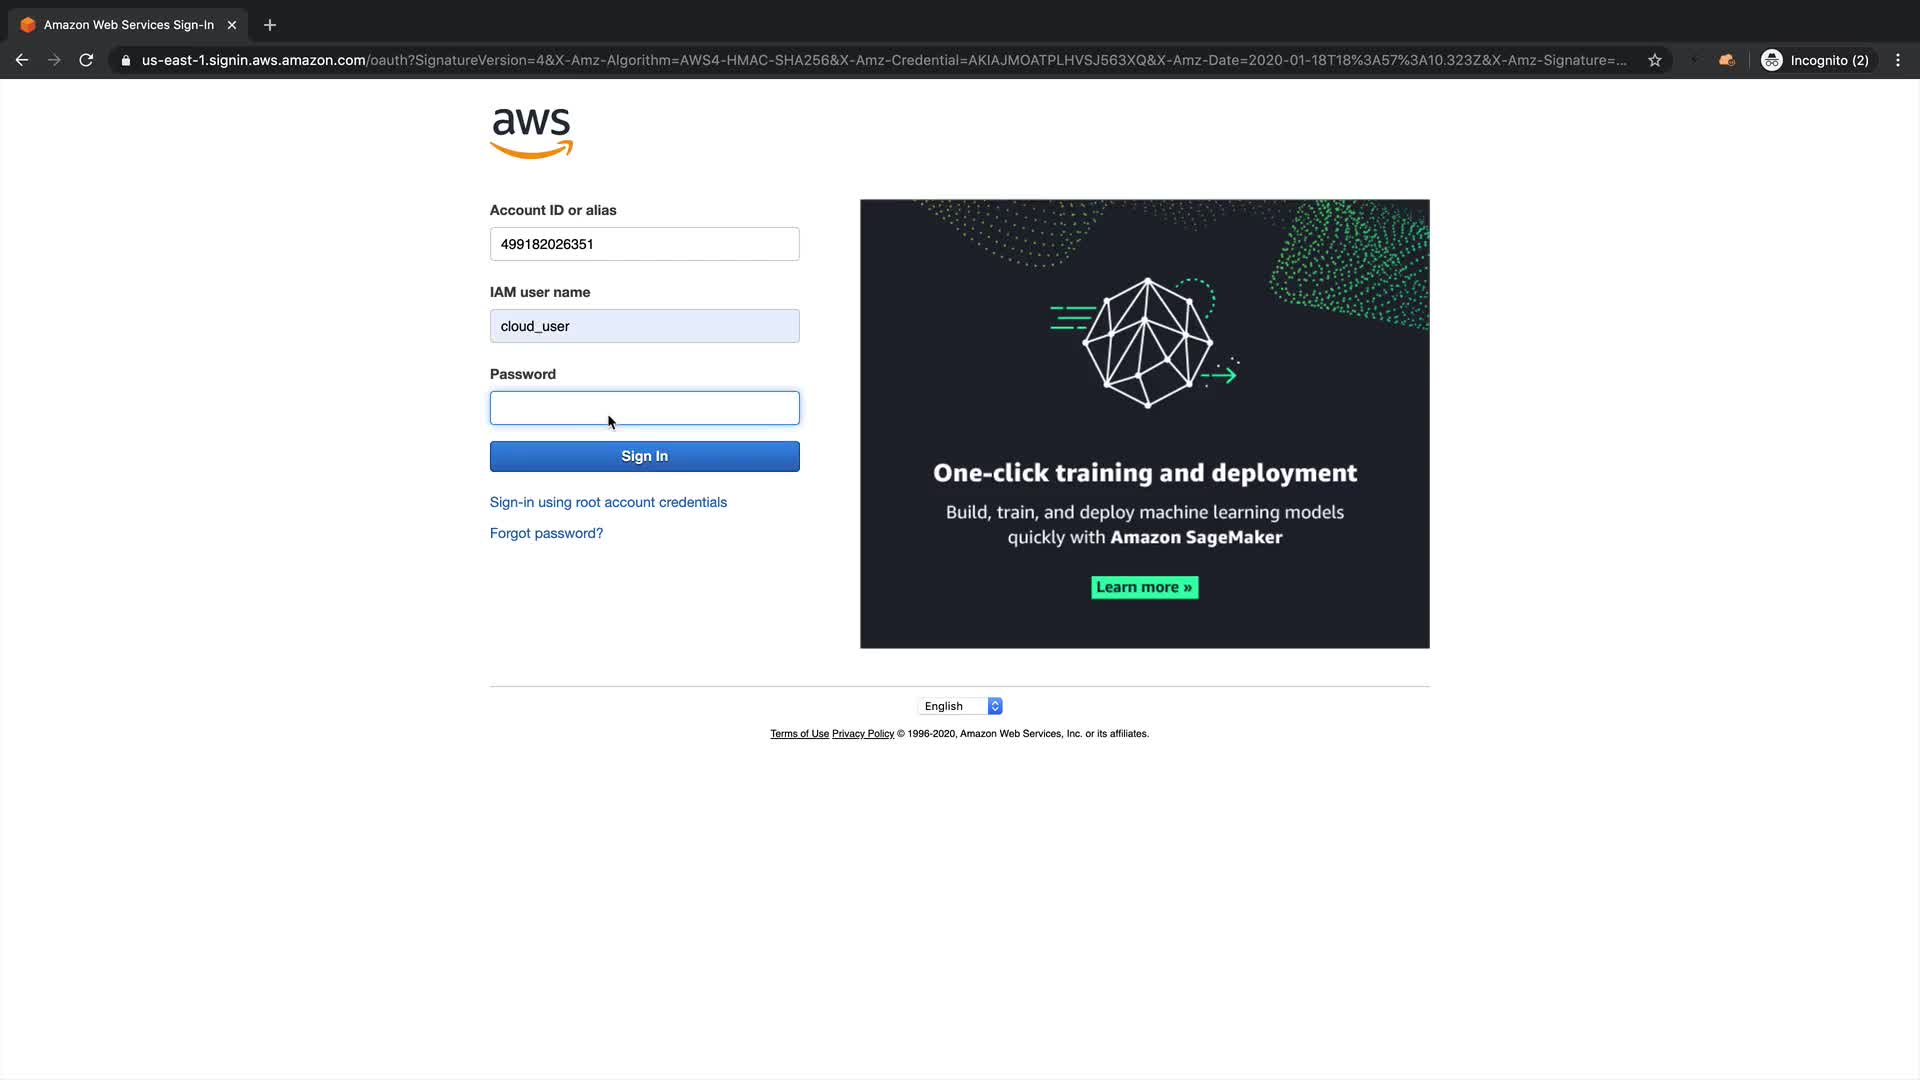 Amazon Web Services Sign-In
us-east-1.signin.aws.amazon.com/oauth?SignatureVersion=4&X-Amz-Algorithm=AWS4-HMAC-SHA256&X-Amz-Credential=AKIAJMOATPLHVSJ563XQ&X-Amz-Date=2020-01-18T18%3A57%3A10.323Z&X-Amz-Signature=...
Incognito (2)
aws
Account ID or alias
499182026351
IAM user name
cloud_user
Password
Sign In
Sign-in using root account credentials
Forgot password?
One-click training and deployment
Build, train, and deploy machine learning models
quickly with Amazon SageMaker
Learn more »
English
Terms of Use Privacy Policy © 1996-2020, Amazon Web Services, Inc. or its affiliates.